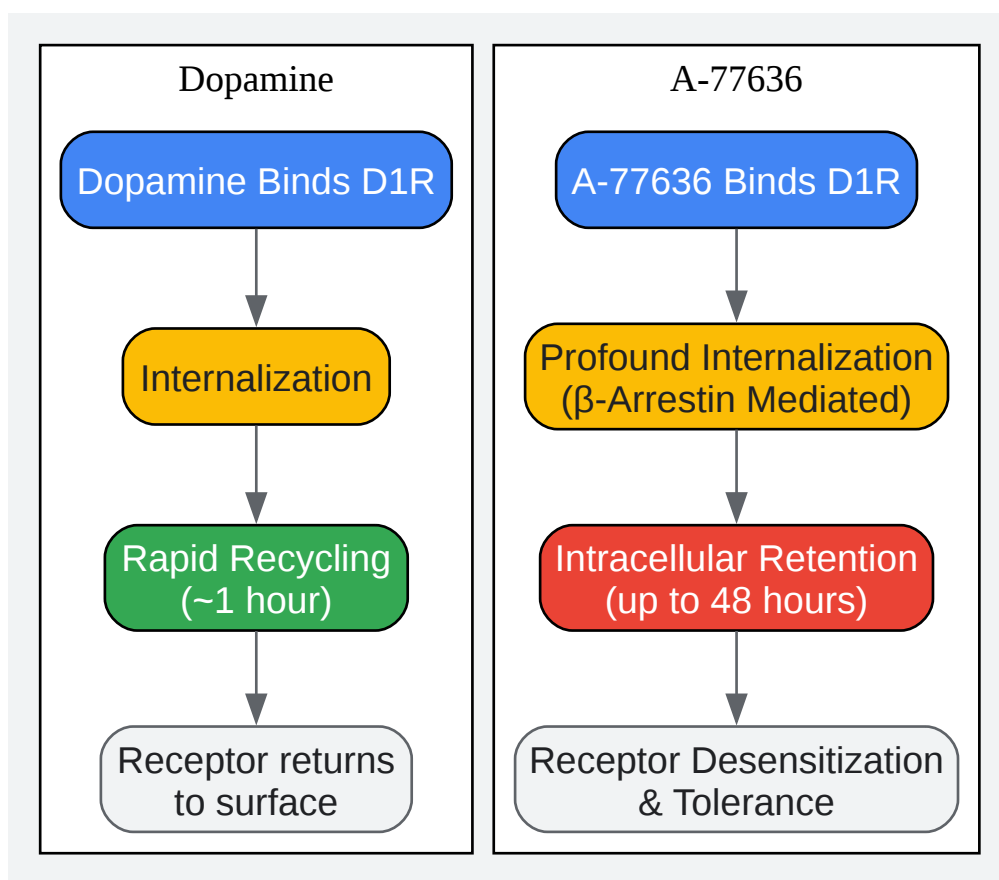 Dopamine
Dopamine Binds D1R
Internalization
Rapid Recycling
(~1 hour)
Receptor returns
to surface
A-77636
A-77636 Binds D1R
Profound Internalization
(β-Arrestin Mediated)
Intracellular Retention
(up to 48 hours)
Receptor Desensitization
& Tolerance